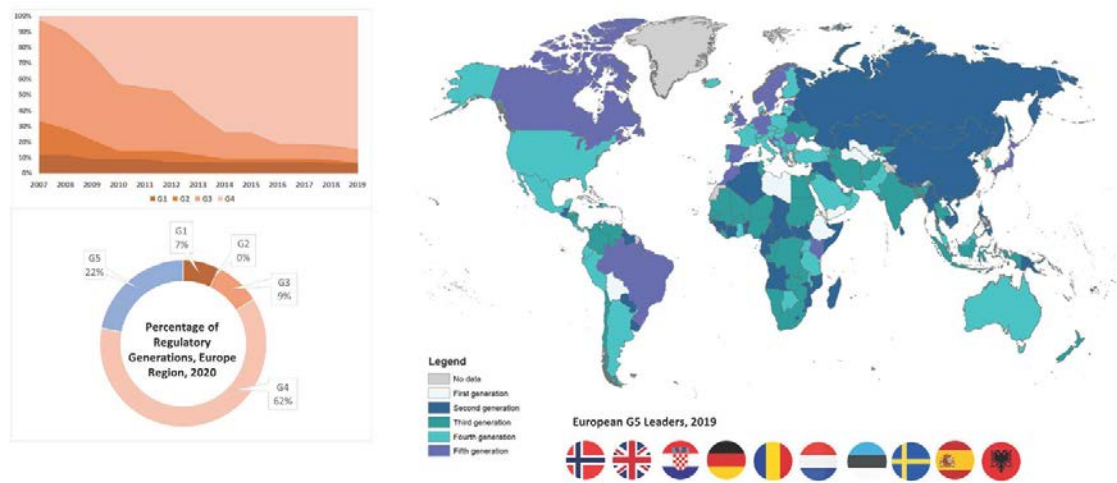 100%
90%
80%
70%
60%
50%
40%
30%
20%
10%
0%
2007 2008 2009 2010 2011 2012 2013 2014 2015 2016 2017 2018 2019
G1 G2 G3 G4
G1
7%
G2
0%
G5
22%
G3
9%
Percentage of
Regulatory
Generations, Europe
Region, 2020
G4
62%
Legend
No data
First generation
Second generation
Third generation
Fourth generation
Fifth generation
European G5 Leaders, 2019